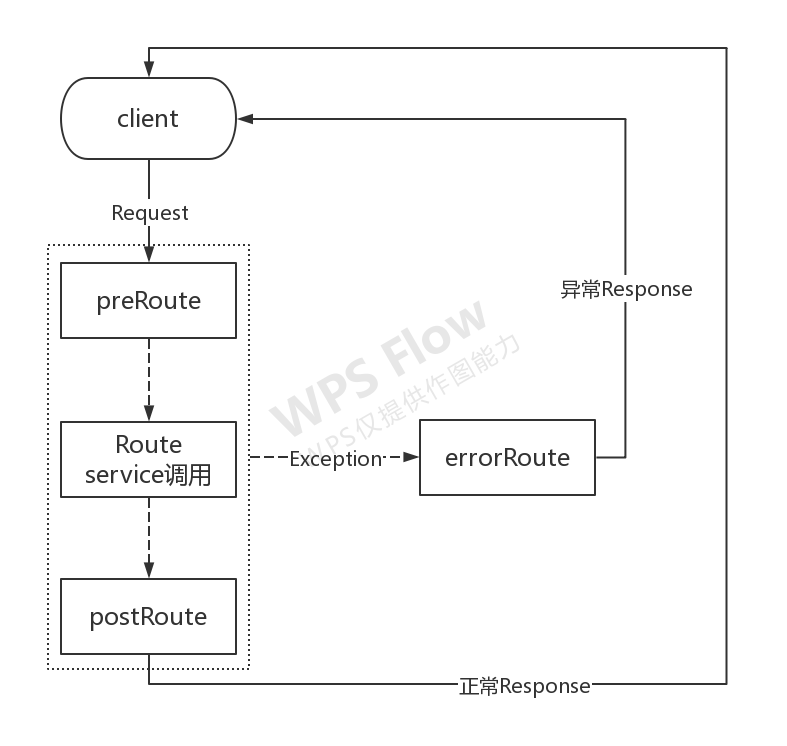 client
Request
preRoute
异常Response
WPS Flow
WPS仅提供作图能力
Route
service调用
Exception
errorRoute
postRoute
正常Response